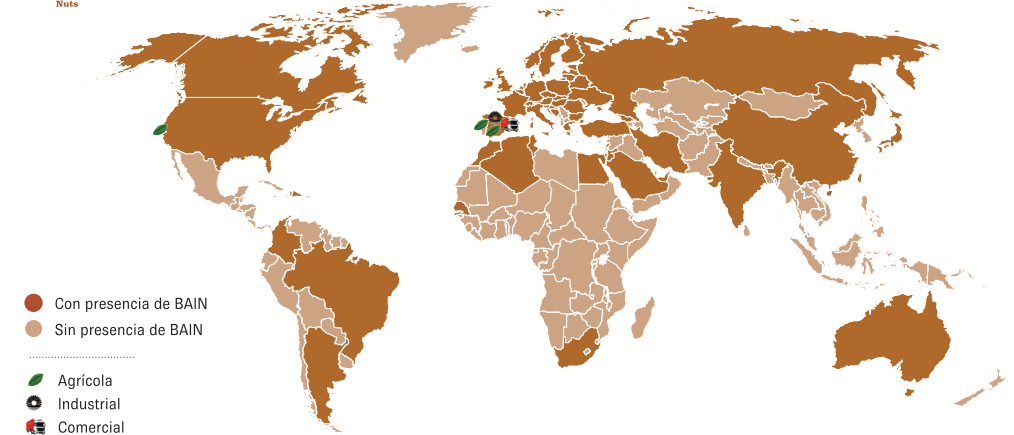 Nuts
Con presencia de BAIN
Sin presencia de BAIN
Agrícola
Industrial
Comercial